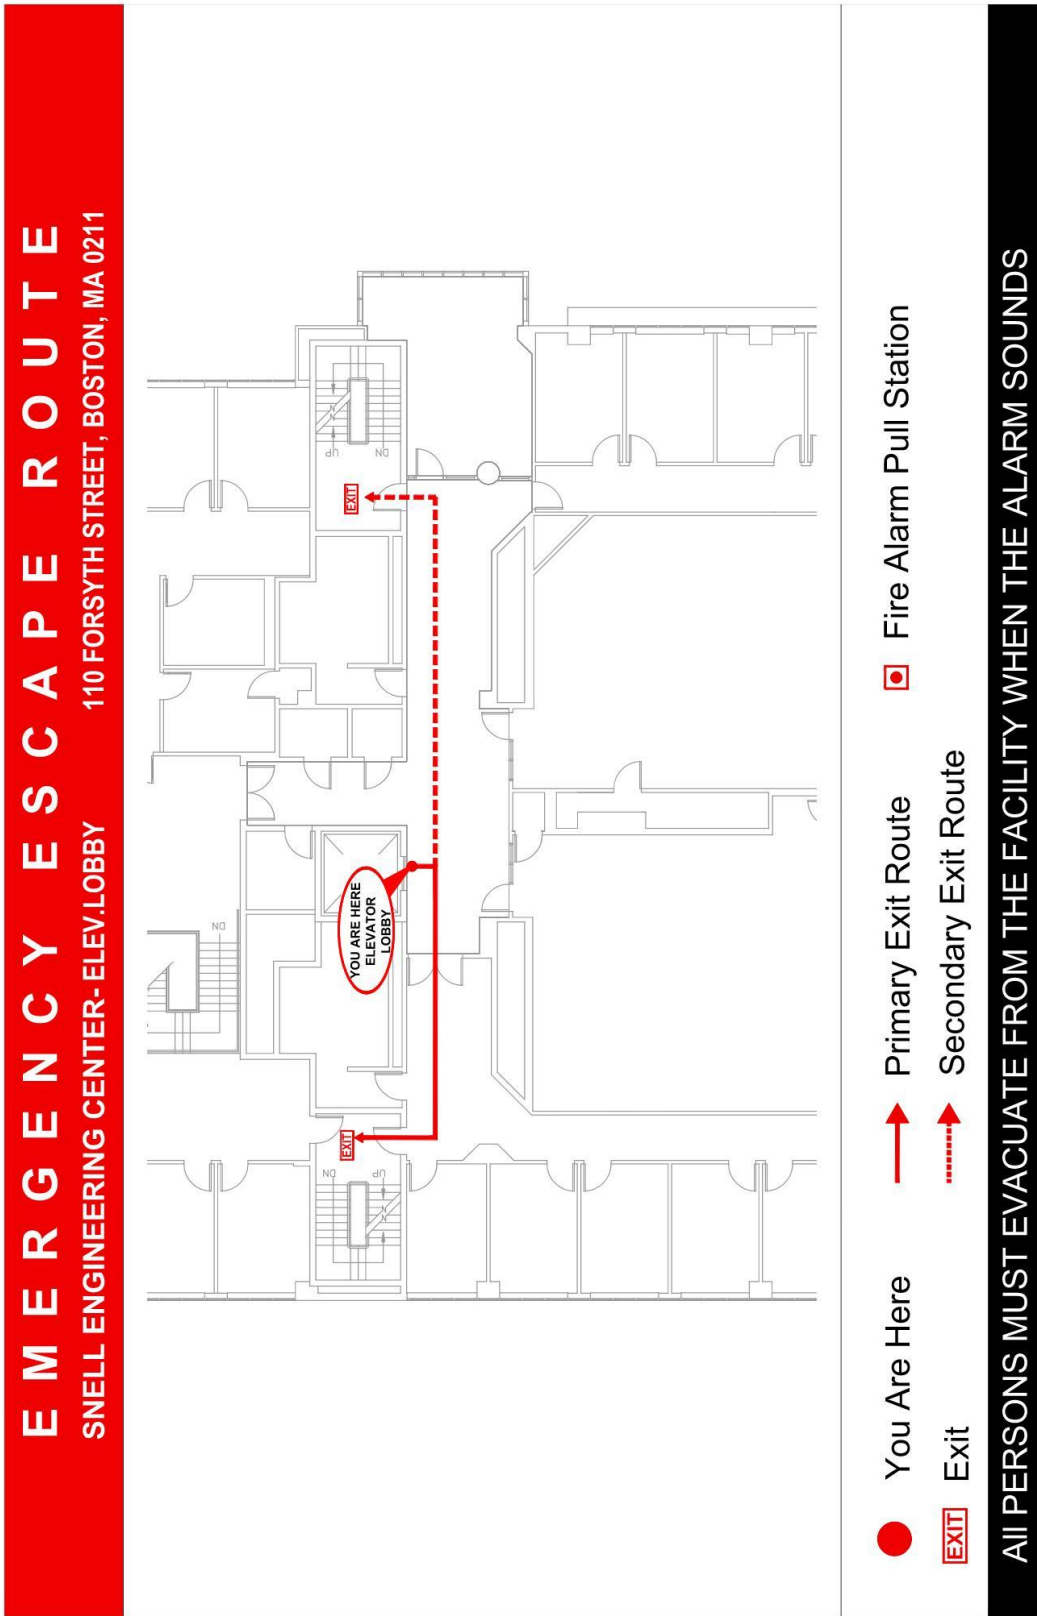 EMERGENCY ESCAPE ROUTE
SNELL ENGINEERING CENTER- ELEV.LOBBY 110 FORSYTH STREET, BOSTON, MA 0211
DN
DN
UP
EXIT
YOU ARE HERE
ELEVATOR
LOBBY
EXIT
UP
DN
You Are Here
Primary Exit Route
Fire Alarm Pull Station
EXIT Exit
Secondary Exit Route
All PERSONS MUST EVACUATE FROM THE FACILITY WHEN THE ALARM SOUNDS